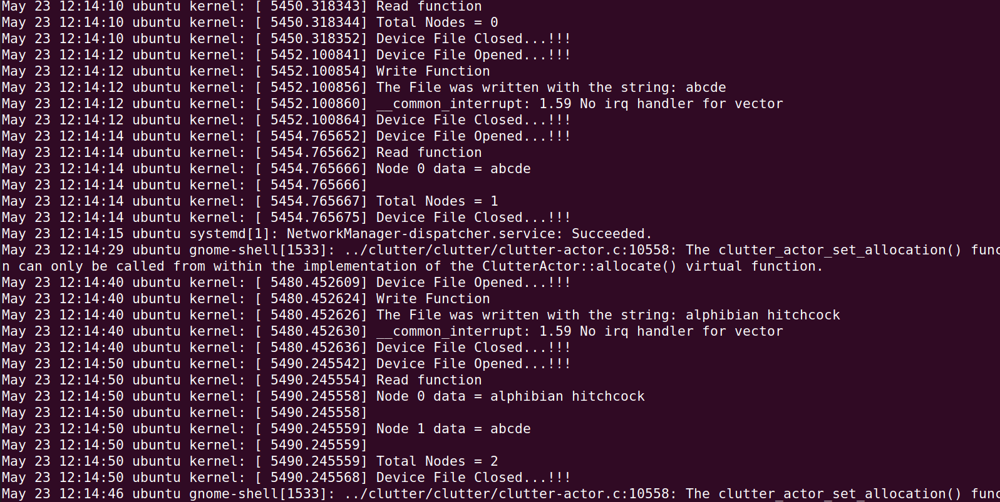 May 23 12:14:10 ubuntu kernel: [ 5450.318343] Read function
May 23 12:14:10 ubuntu kernel: [ 5450.318344] Total Nodes = 0
May 23 12:14:10 ubuntu kernel: [ 5450.318352] Device File Closed...!!!
May 23 12:14:12 ubuntu kernel: [ 5452.100841] Device File Opened...!!!
May 23 12:14:12 ubuntu kernel: [ 5452.100854] Write Function
May 23 12:14:12 ubuntu kernel: [ 5452.100856] The File was written with the string: abcde
May 23 12:14:12 ubuntu kernel: [ 5452.100860] __common_interrupt: 1.59 No irq handler for vector
May 23 12:14:12 ubuntu kernel: [ 5452.100864] Device File Closed...!!!
May 23 12:14:14 ubuntu kernel: [ 5454.765652] Device File Opened...!!!
May 23 12:14:14 ubuntu kernel: [ 5454.765662] Read function
May 23 12:14:14 ubuntu kernel: [ 5454.765666] Node 0 data = abcde
May 23 12:14:14 ubuntu kernel: [ 5454.765666]
May 23 12:14:14 ubuntu kernel: [ 5454.765667] Total Nodes = 1
May 23 12:14:14 ubuntu kernel: [ 5454.765675] Device File Closed...!!!
May 23 12:14:15 ubuntu systemd[1]: NetworkManager-dispatcher.service: Succeeded.
May 23 12:14:29 ubuntu gnome-shell[1533]: ../clutter/clutter/clutter-actor.c:10558: The clutter_actor_set_allocation() func
n can only be called from within the implementation of the ClutterActor::allocate() virtual function.
May 23 12:14:40 ubuntu kernel: [ 5480.452609] Device File Opened...!!!
May 23 12:14:40 ubuntu kernel: [ 5480.452624] Write Function
May 23 12:14:40 ubuntu kernel: [ 5480.452626] The File was written with the string: alphibian hitchcock
May 23 12:14:40 ubuntu kernel: [ 5480.452630] __common_interrupt: 1.59 No irq handler for vector
May 23 12:14:40 ubuntu kernel: [ 5480.452636] Device File Closed...!!!
May 23 12:14:50 ubuntu kernel: [ 5490.245542] Device File Opened...!!!
May 23 12:14:50 ubuntu kernel: [ 5490.245554] Read function
May 23 12:14:50 ubuntu kernel: [ 5490.245558] Node 0 data = alphibian hitchcock
May 23 12:14:50 ubuntu kernel: [ 5490.245558]
May 23 12:14:50 ubuntu kernel: [ 5490.245559] Node 1 data = abcde
May 23 12:14:50 ubuntu kernel: [ 5490.245559]
May 23 12:14:50 ubuntu kernel: [ 5490.245559] Total Nodes = 2
May 23 12:14:50 ubuntu kernel: [ 5490.245568] Device File Closed...!!!
May 23 12:14:46 ubuntu gnome-shell[1533]: ../clutter/clutter/clutter-actor.c:10558: The clutter_actor_set_allocation() func